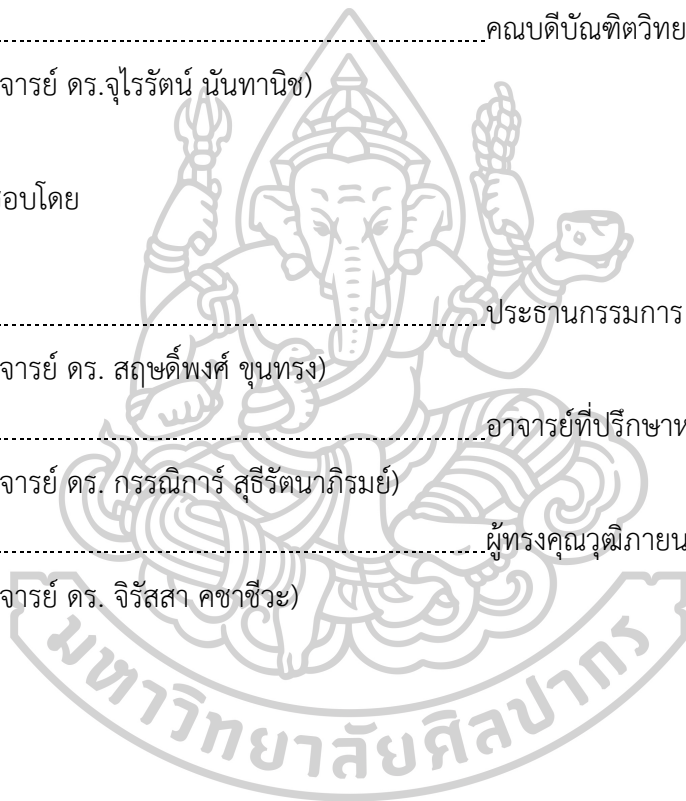 คณบดีบัณฑิตวิทย
จารย์ ดร.จุไรรัตน์ นันทานิช)
อบโดย
ประธานกรรมการ
จารย์ ดร. สฤษดิ์พงศ์ ขุนทรง)
อาจารย์ที่ปรึกษาห
จารย์ ดร. กรรณิการ์ สุธีรัตนาภิรมย์)
ผู้ทรงคุณวุฒิภายน
จารย์ ดร. จิรัสสา คชาชีวะ)
มหาวิทยาลัยศิลปากร